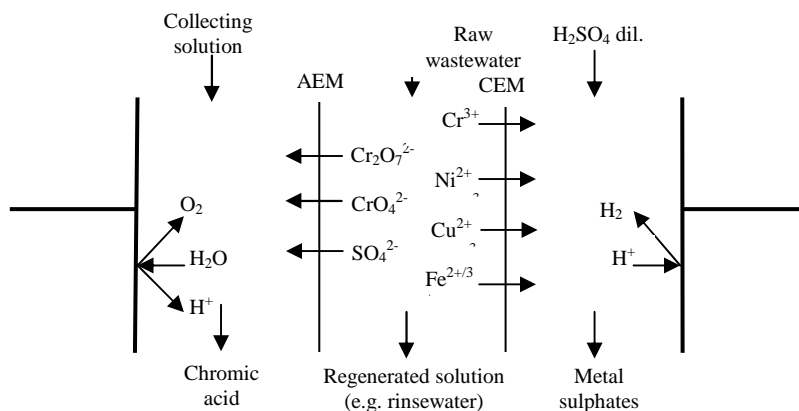 Collecting
solution
Raw
wastewater
H₂SO₄ dil.
AEM
CEM
Cr³⁺
Cr₂O₇²⁻
Ni²⁺
CrO₄²⁻
O₂
H₂
Cu²⁺
SO₄²⁻
H₂O
H⁺
Fe²⁺/³
H⁺
Chromic
acid
Regenerated solution
(e.g. rinsewater)
Metal
sulphates